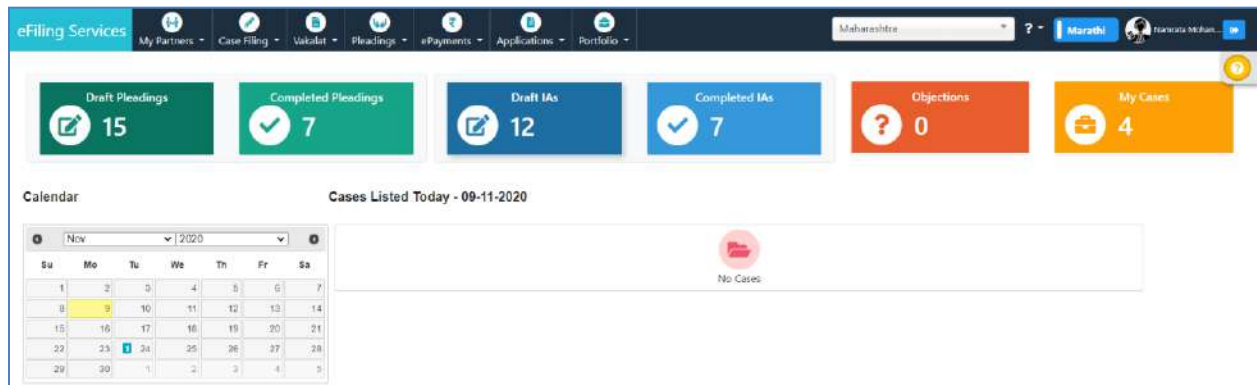 eFiling Services
My Partners
Case Filing
Vakalat
Pleadings
ePayments
Applications
Portfolio
Maharashtra
?
Marathi
Namrata Mohan...
Draft Pleadings
15
Completed Pleadings
7
Draft IAs
12
Completed IAs
7
Objections
0
My Cases
4
Calendar
Cases Listed Today - 09-11-2020
Nov 2020
Su Mo Tu We Th Fr Sa
1 2 3 4 5 6 7
8 9 10 11 12 13 14
15 16 17 18 19 20 21
22 23 1 24 25 26 27 28
29 30 1 2 3 4 5
No Cases